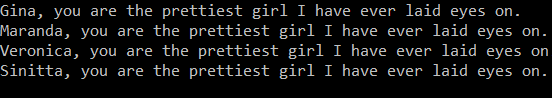 Gina, you are the prettiest girl I have ever laid eyes on.
Maranda, you are the prettiest girl I have ever laid eyes on.
Veronica, you are the prettiest girl I have ever laid eyes on
Sinitta, you are the prettiest girl I have ever laid eyes on.